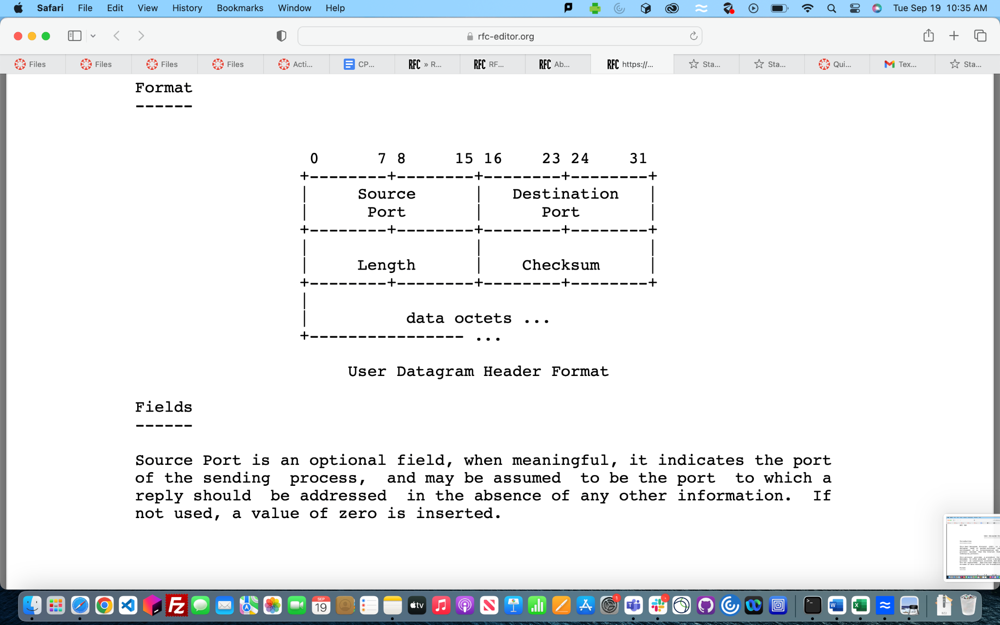 Safari File Edit View History Bookmarks Window Help Tue Sep 19 10:35 AM
rfc-editor.org
Files Files Files Files Acti... CP... RFC » R... RFC RF... RFC Ab... RFC https://... Sta... Sta... Qui... Tex... Sta...
Format
------
0 7 8 15 16 23 24 31
+--------+--------+--------+--------+
| Source | Destination |
| Port | Port |
+--------+--------+--------+--------+
| | |
| Length | Checksum |
+--------+--------+--------+--------+
|
| data octets ...
+---------------- ...
User Datagram Header Format
Fields
------
Source Port is an optional field, when meaningful, it indicates the port
of the sending process, and may be assumed to be the port to which a
reply should be addressed in the absence of any other information. If
not used, a value of zero is inserted.
SEP
19
tv
1